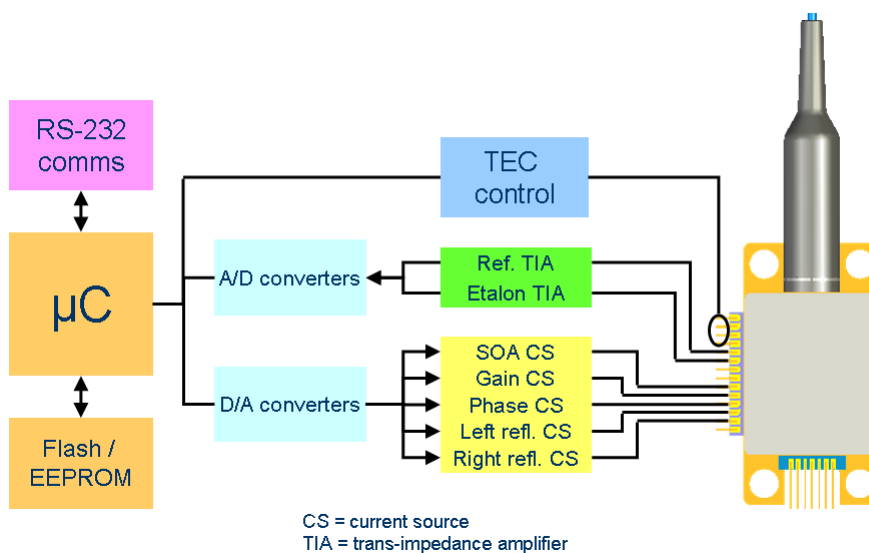 RS-232
comms
TEC
control
µC
A/D converters
Ref. TIA
Etalon TIA
D/A converters
SOA CS
Gain CS
Phase CS
Left refl. CS
Right refl. CS
Flash /
EEPROM
CS = current source
TIA = trans-impedance amplifier